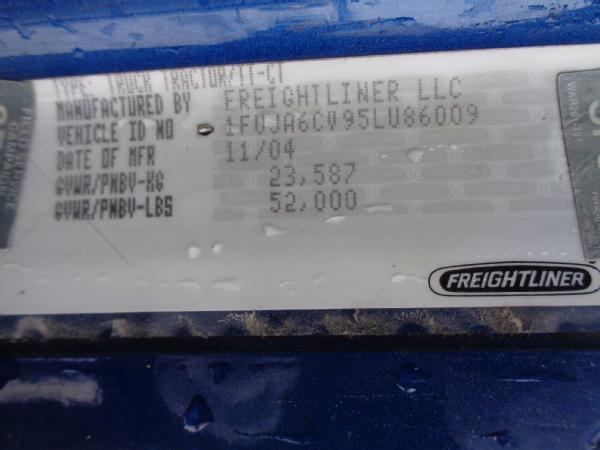 TYPE: TRUCK TRACTOR/TT-CT
MANUFACTURED BY FREIGHTLINER LLC
VEHICLE ID NO 1FUJA6CV95LU86009
DATE OF MFR 11/04
GVWR/PNBV-KG 23,587
GVWR/PNBV-LBS 52,000
FREIGHTLINER